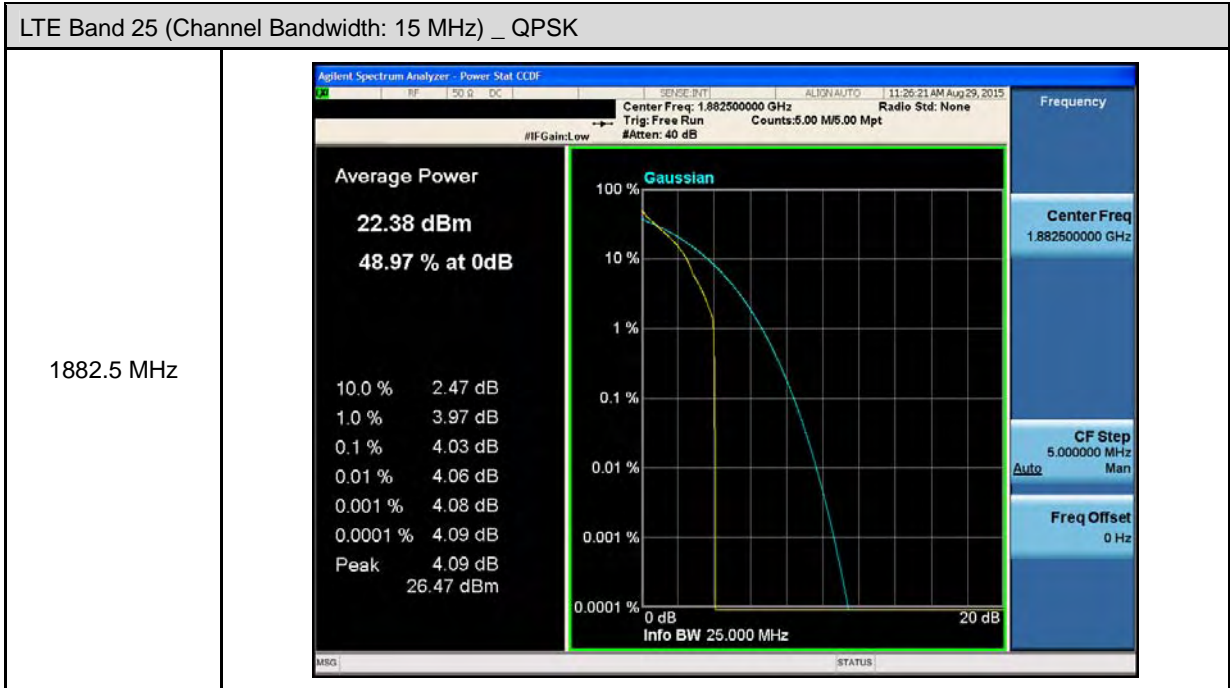 LTE Band 25 (Channel Bandwidth: 15 MHz) _ QPSK
1882.5 MHz
Agilent Spectrum Analyzer - Power Stat CCDF
RF 50 Ω DC SENSE:INT ALIGN AUTO 11:26:21 AM Aug 29, 2015
Center Freq: 1.882500000 GHz Radio Std: None
Trig: Free Run Counts:5.00 M/5.00 Mpt
#IFGain:Low #Atten: 40 dB
Average Power
22.38 dBm
48.97 % at 0dB
10.0 % 2.47 dB
1.0 % 3.97 dB
0.1 % 4.03 dB
0.01 % 4.06 dB
0.001 % 4.08 dB
0.0001 % 4.09 dB
Peak 4.09 dB
26.47 dBm
Gaussian
100 %
10 %
1 %
0.1 %
0.01 %
0.001 %
0.0001 %
0 dB 20 dB
Info BW 25.000 MHz
Frequency
Center Freq
1.882500000 GHz
CF Step
5.000000 MHz
Auto Man
Freq Offset
0 Hz
MSG STATUS